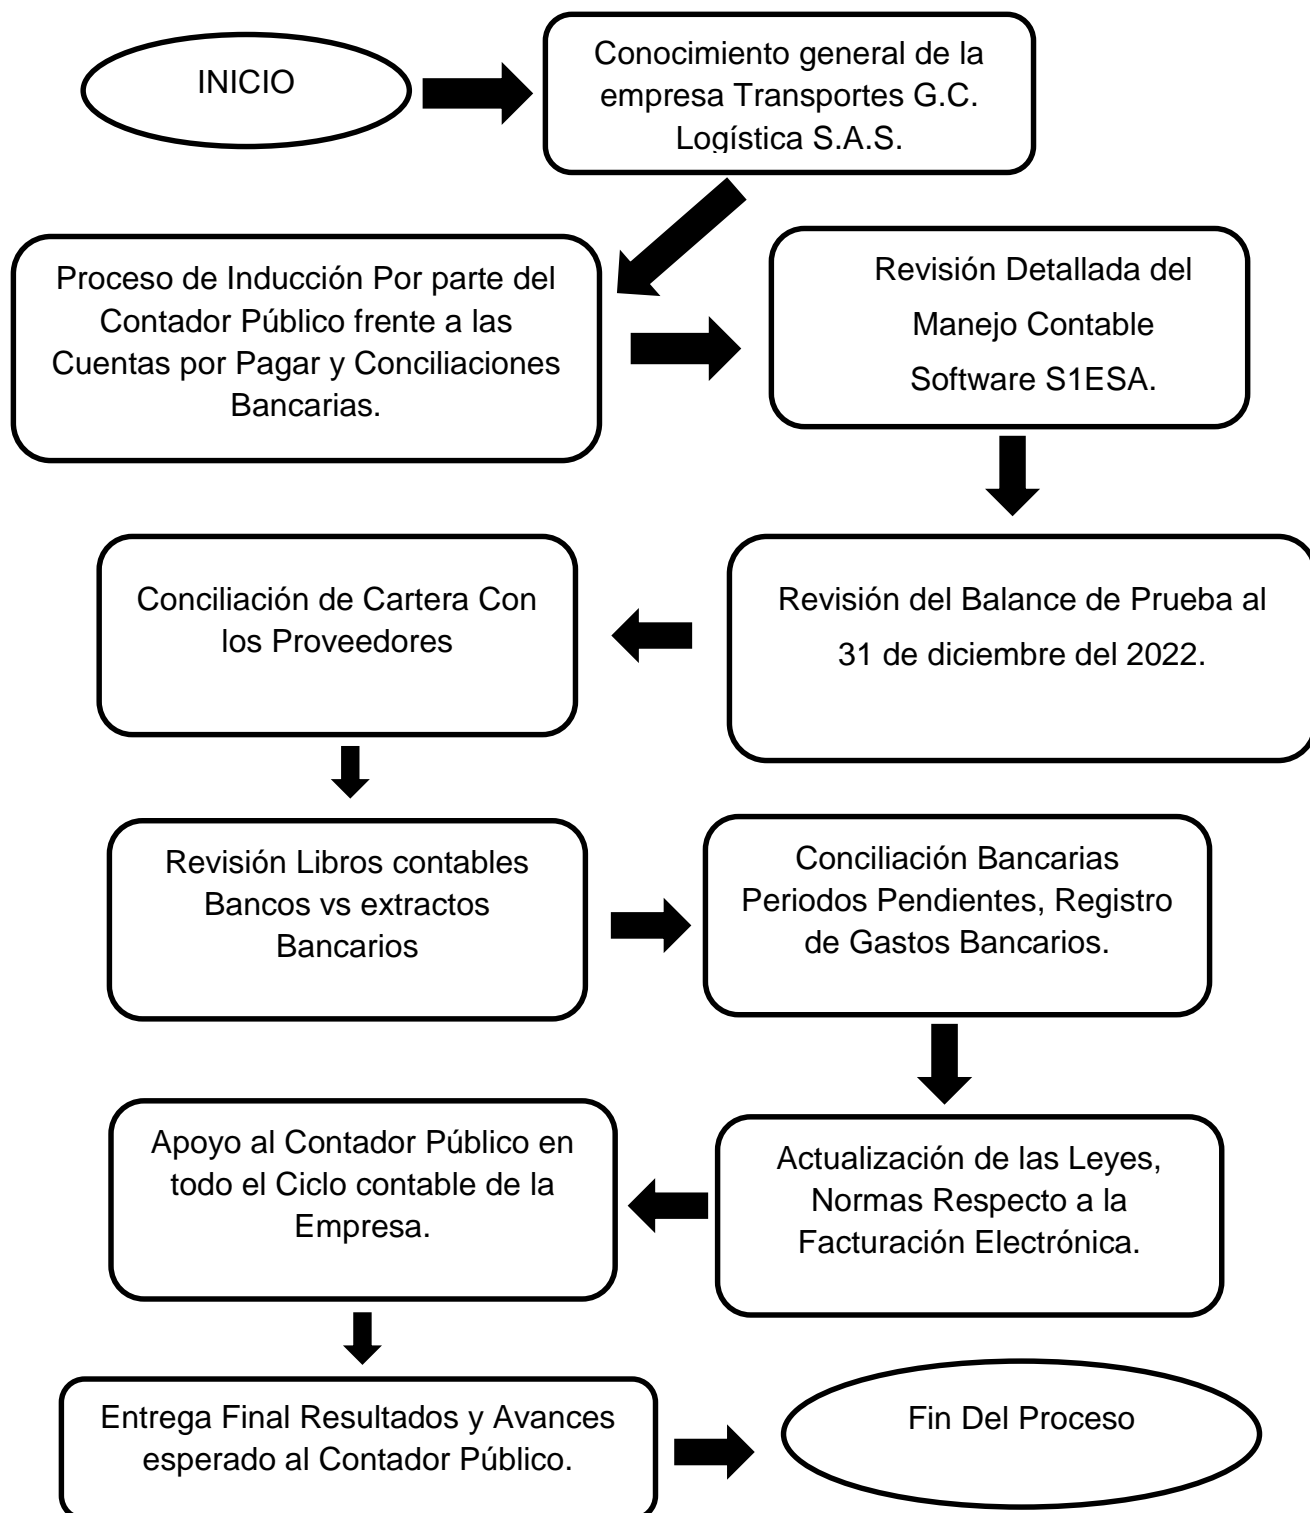 INICIO
Conocimiento general de la
empresa Transportes G.C.
Logística S.A.S.
Proceso de Inducción Por parte del
Contador Público frente a las
Cuentas por Pagar y Conciliaciones
Bancarias.
Revisión Detallada del
Manejo Contable
Software S1ESA.
Revisión del Balance de Prueba al
31 de diciembre del 2022.
Conciliación de Cartera Con
los Proveedores
Revisión Libros contables
Bancos vs extractos
Bancarios
Conciliación Bancarias
Periodos Pendientes, Registro
de Gastos Bancarios.
Actualización de las Leyes,
Normas Respecto a la
Facturación Electrónica.
Apoyo al Contador Público en
todo el Ciclo contable de la
Empresa.
Entrega Final Resultados y Avances
esperado al Contador Público.
Fin Del Proceso